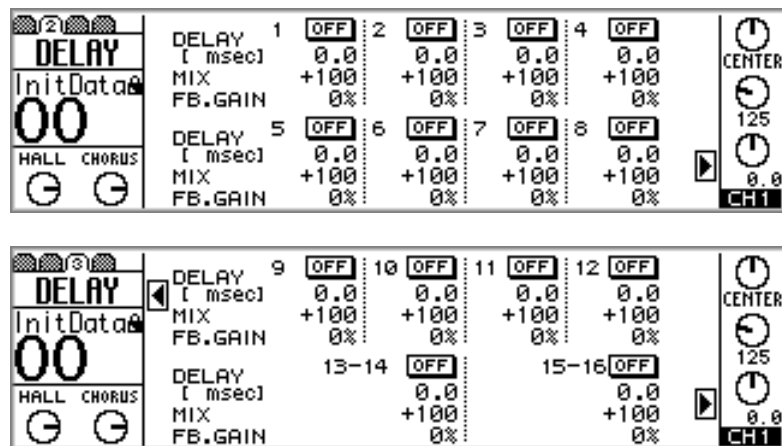 2
DELAY
InitData
00
HALL CHORUS
DELAY 1 OFF 2 OFF 3 OFF 4 OFF
[ msec] 0.0 0.0 0.0 0.0
MIX +100 +100 +100 +100
FB.GAIN 0% 0% 0% 0%
DELAY 5 OFF 6 OFF 7 OFF 8 OFF
[ msec] 0.0 0.0 0.0 0.0
MIX +100 +100 +100 +100
FB.GAIN 0% 0% 0% 0%
CENTER
125
0.0
CH1
3
DELAY
InitData
00
HALL CHORUS
DELAY 9 OFF 10 OFF 11 OFF 12 OFF
[ msec] 0.0 0.0 0.0 0.0
MIX +100 +100 +100 +100
FB.GAIN 0% 0% 0% 0%
DELAY 13-14 OFF 15-16 OFF
[ msec] 0.0 0.0
MIX +100 +100
FB.GAIN 0% 0%
CENTER
125
0.0
CH1